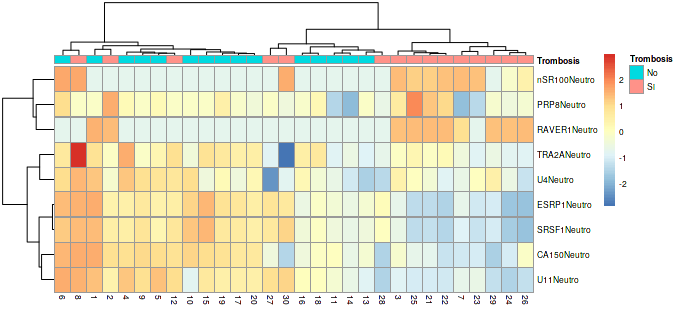 Trombosis
Trombosis
No
SI
nSR100Neutro
PRP8Neutro
RAVER1Neutro
TRA2ANeutro
U4Neutro
ESRP1Neutro
SRSF1Neutro
CA150Neutro
U11Neutro
2
1
0
-1
-2
6 8 1 2 4 9 5 12 10 15 19 17 20 27 30 16 18 11 14 13 28 3 25 21 22 7 23 29 24 26